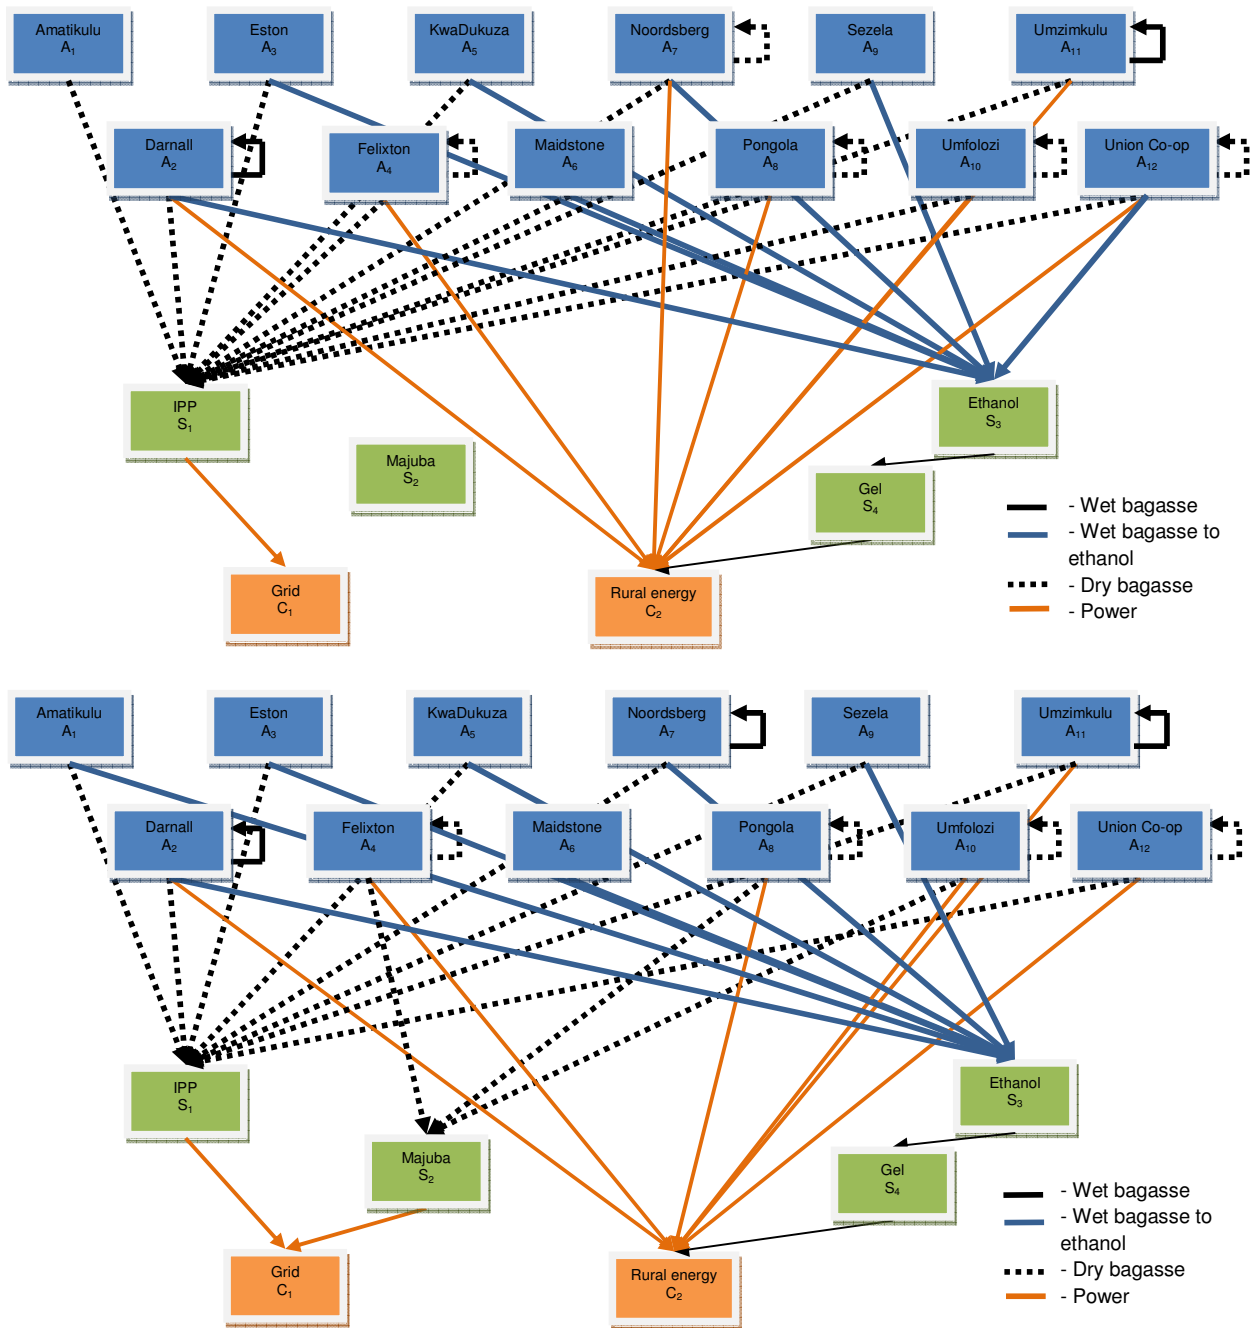 Amatikulu
A1
Eston
A3
KwaDukuza
A5
Noordsberg
A7
Sezela
A9
Umzimkulu
A11
Darnall
A2
Felixton
A4
Maidstone
A6
Pongola
A8
Umfolozi
A10
Union Co-op
A12
IPP
S1
Majuba
S2
Ethanol
S3
Gel
S4
Grid
C1
Rural energy
C2
- Wet bagasse
- Wet bagasse to
ethanol
- Dry bagasse
- Power
Amatikulu
A1
Eston
A3
KwaDukuza
A5
Noordsberg
A7
Sezela
A9
Umzimkulu
A11
Darnall
A2
Felixton
A4
Maidstone
A6
Pongola
A8
Umfolozi
A10
Union Co-op
A12
IPP
S1
Majuba
S2
Ethanol
S3
Gel
S4
Grid
C1
Rural energy
C2
- Wet bagasse
- Wet bagasse to
ethanol
- Dry bagasse
- Power